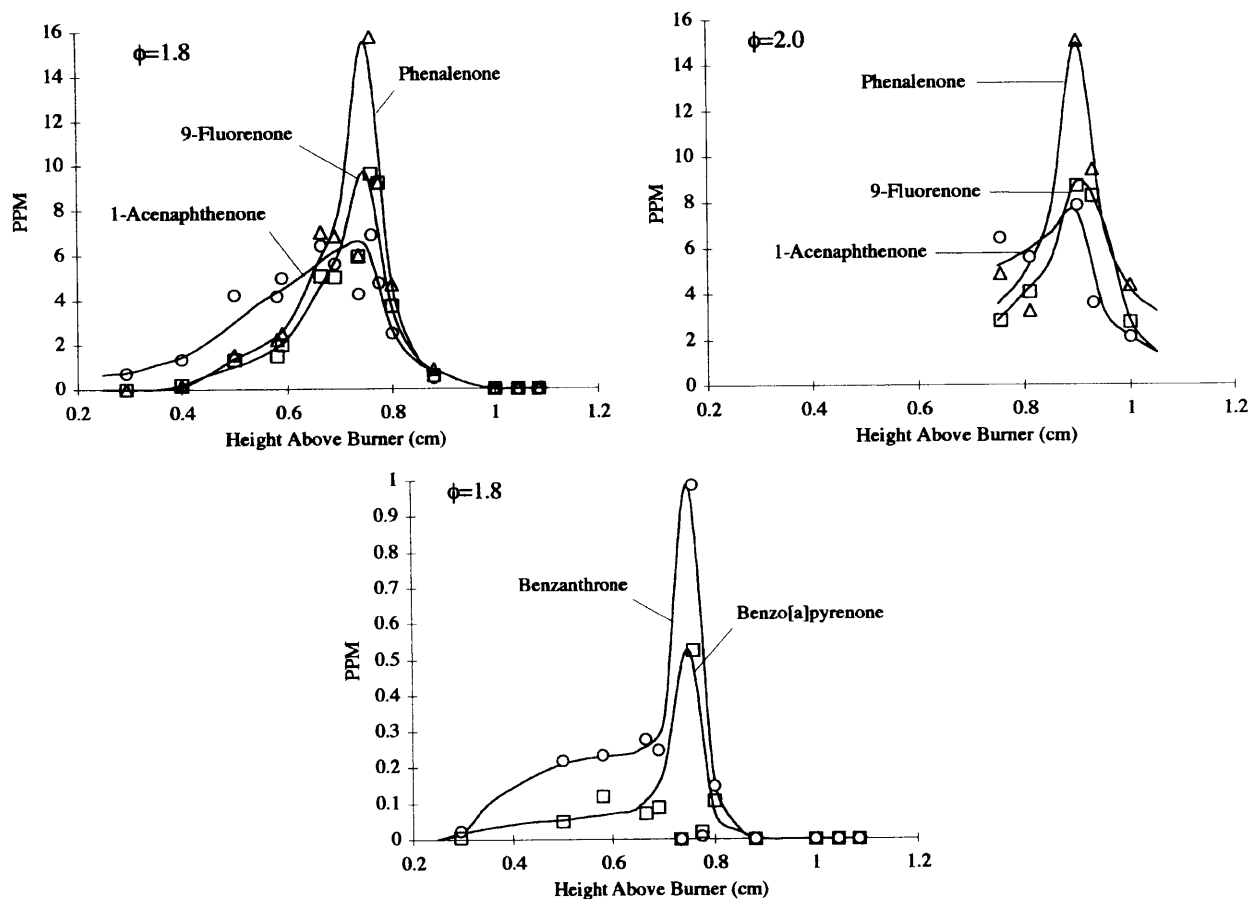 ϕ=1.8
Phenalenone
9-Fluorenone
1-Acenaphthenone
PPM
16
14
12
10
8
6
4
2
0
0.2 0.4 0.6 0.8 1 1.2
Height Above Burner (cm)
ϕ=2.0
Phenalenone
9-Fluorenone
1-Acenaphthenone
PPM
16
14
12
10
8
6
4
2
0
0.2 0.4 0.6 0.8 1 1.2
Height Above Burner (cm)
ϕ=1.8
Benzanthrone
Benzo[a]pyrenone
PPM
1
0.9
0.8
0.7
0.6
0.5
0.4
0.3
0.2
0.1
0
0.2 0.4 0.6 0.8 1 1.2
Height Above Burner (cm)